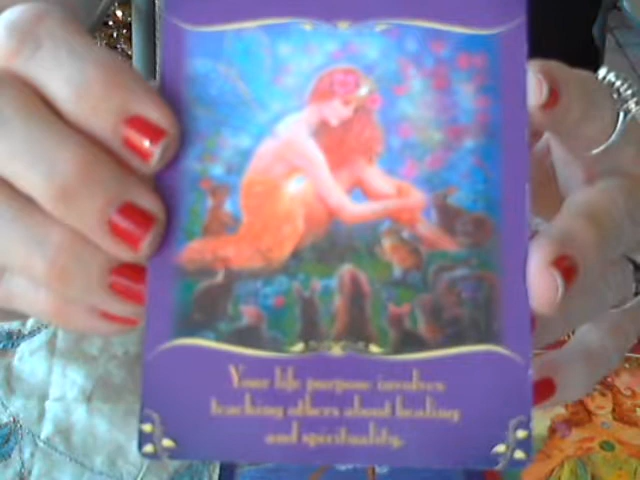 Your life purpose involves
teaching others about healing
and spirituality.